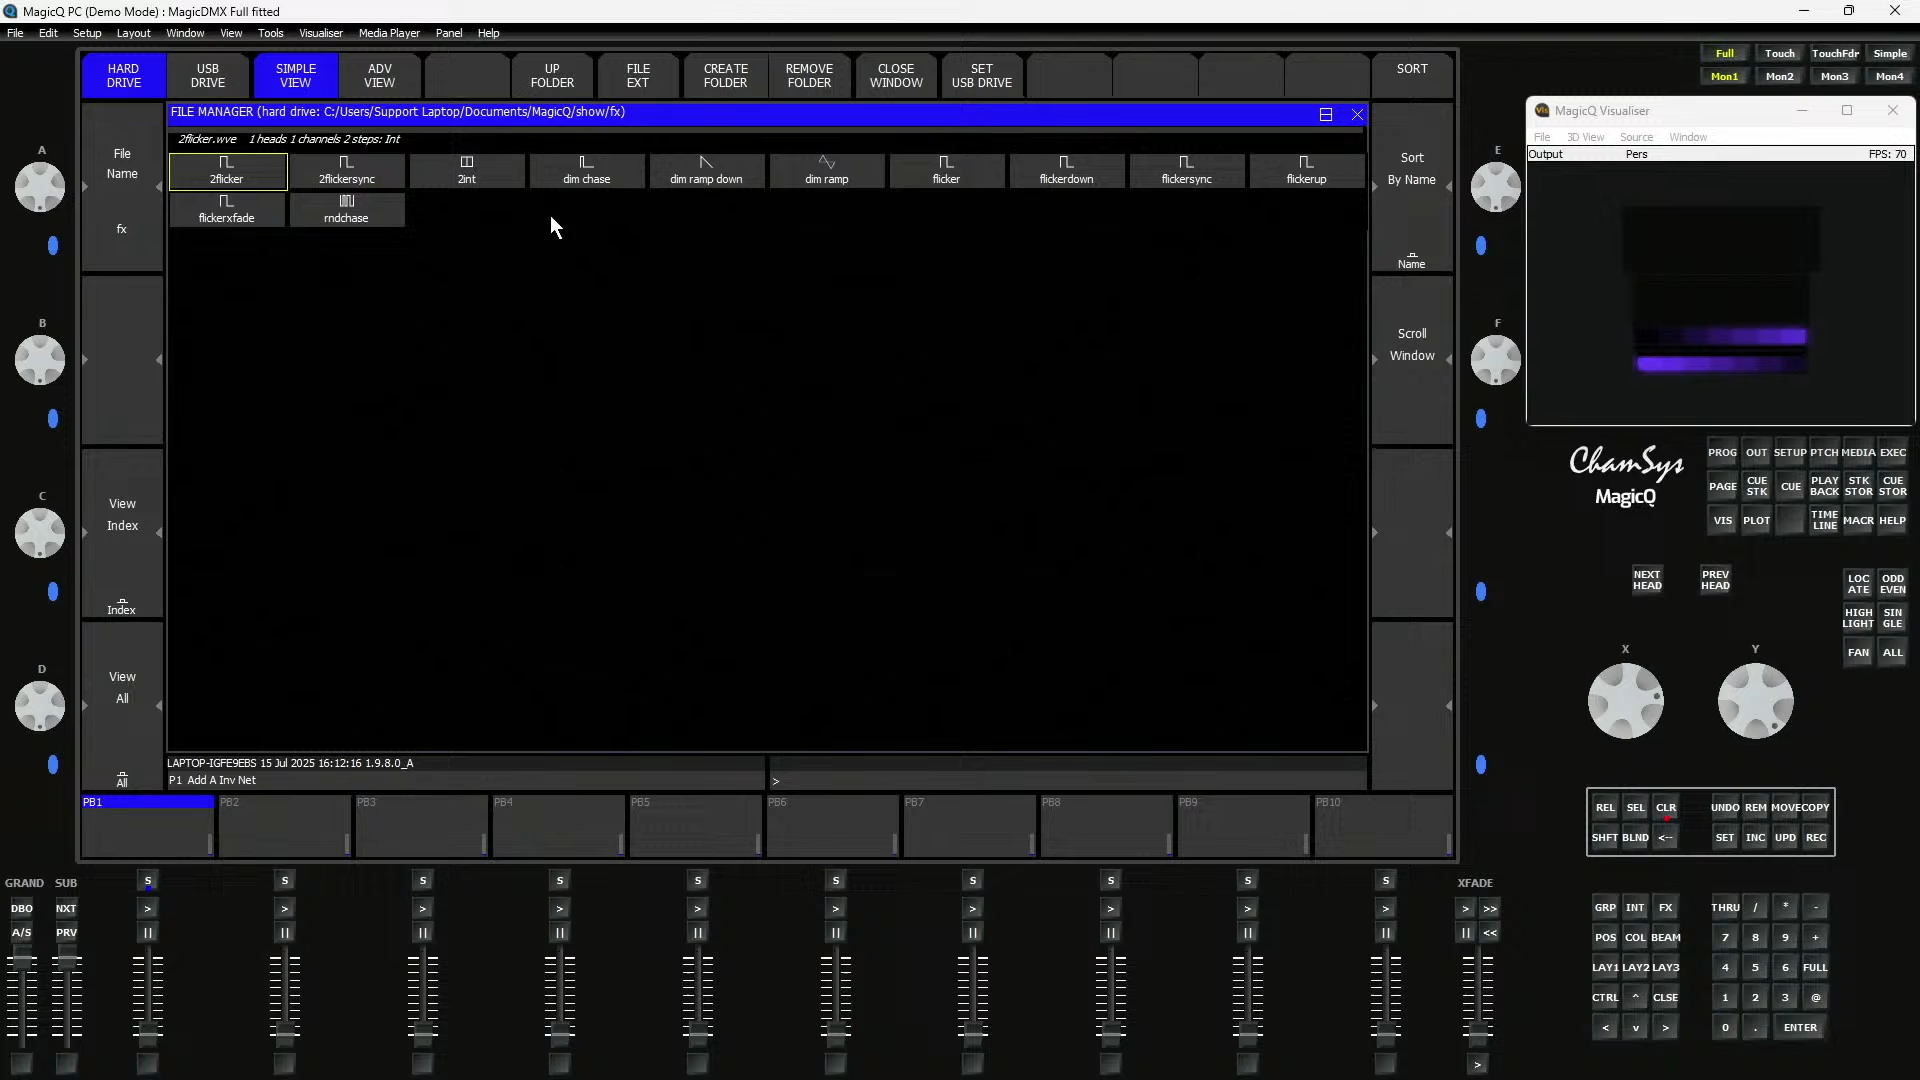 MagicQ PC (Demo Mode) : MagicDMX Full fitted
File Edit Setup Layout Window View Tools Visualiser Media Player Panel Help
HARD DRIVE
USB DRIVE
SIMPLE VIEW
ADV VIEW
UP FOLDER
FILE EXT
CREATE FOLDER
REMOVE FOLDER
CLOSE WINDOW
SET USB DRIVE
SORT
Full Touch TouchFdr Simple
Mon1 Mon2 Mon3 Mon4
FILE MANAGER (hard drive: C:/Users/Support Laptop/Documents/MagicQ/show/fx)
2flicker.wve 1 heads 1 channels 2 steps: Int
2flicker 2flickersync 2int dim chase dim ramp down dim ramp flicker flickerdown flickersync flickerup
flickerxfade rndchase
A
File Name
fx
B
C
View Index
Index
D
View All
All
Sort By Name
Name
E
Scroll Window
F
MagicQ Visualiser
File 3D View Source Window
Output Pers FPS: 70
ChamSys
MagicQ
PROG OUT SETUP PTCH MEDIA EXEC
PAGE CUE STK CUE PLAY BACK STK STOR CUE STOR
VIS PLOT TIME LINE MACR HELP
NEXT HEAD PREV HEAD
LOC ATE ODD EVEN
HIGH LIGHT SIN GLE
FAN ALL
X Y
LAPTOP-IGFE9EBS 15 Jul 2025 16:12:16 1.9.8.0_A
P1 Add A Inv Net
>
PB1 PB2 PB3 PB4 PB5 PB6 PB7 PB8 PB9 PB10
REL SEL CLR UNDO REM MOVE COPY
SHFT BLND <-- SET INC UPD REC
GRAND SUB
S S S S S S S S S S
XFADE
DBO NXT > > > > > > > > > > > >>
A/S PRV || || || || || || || || || || || <<
>
GRP INT FX THRU / * -
POS COL BEAM 7 8 9 +
LAY1 LAY2 LAY3 4 5 6 FULL
CTRL ^ CLSE 1 2 3 @
< v > 0 . ENTER